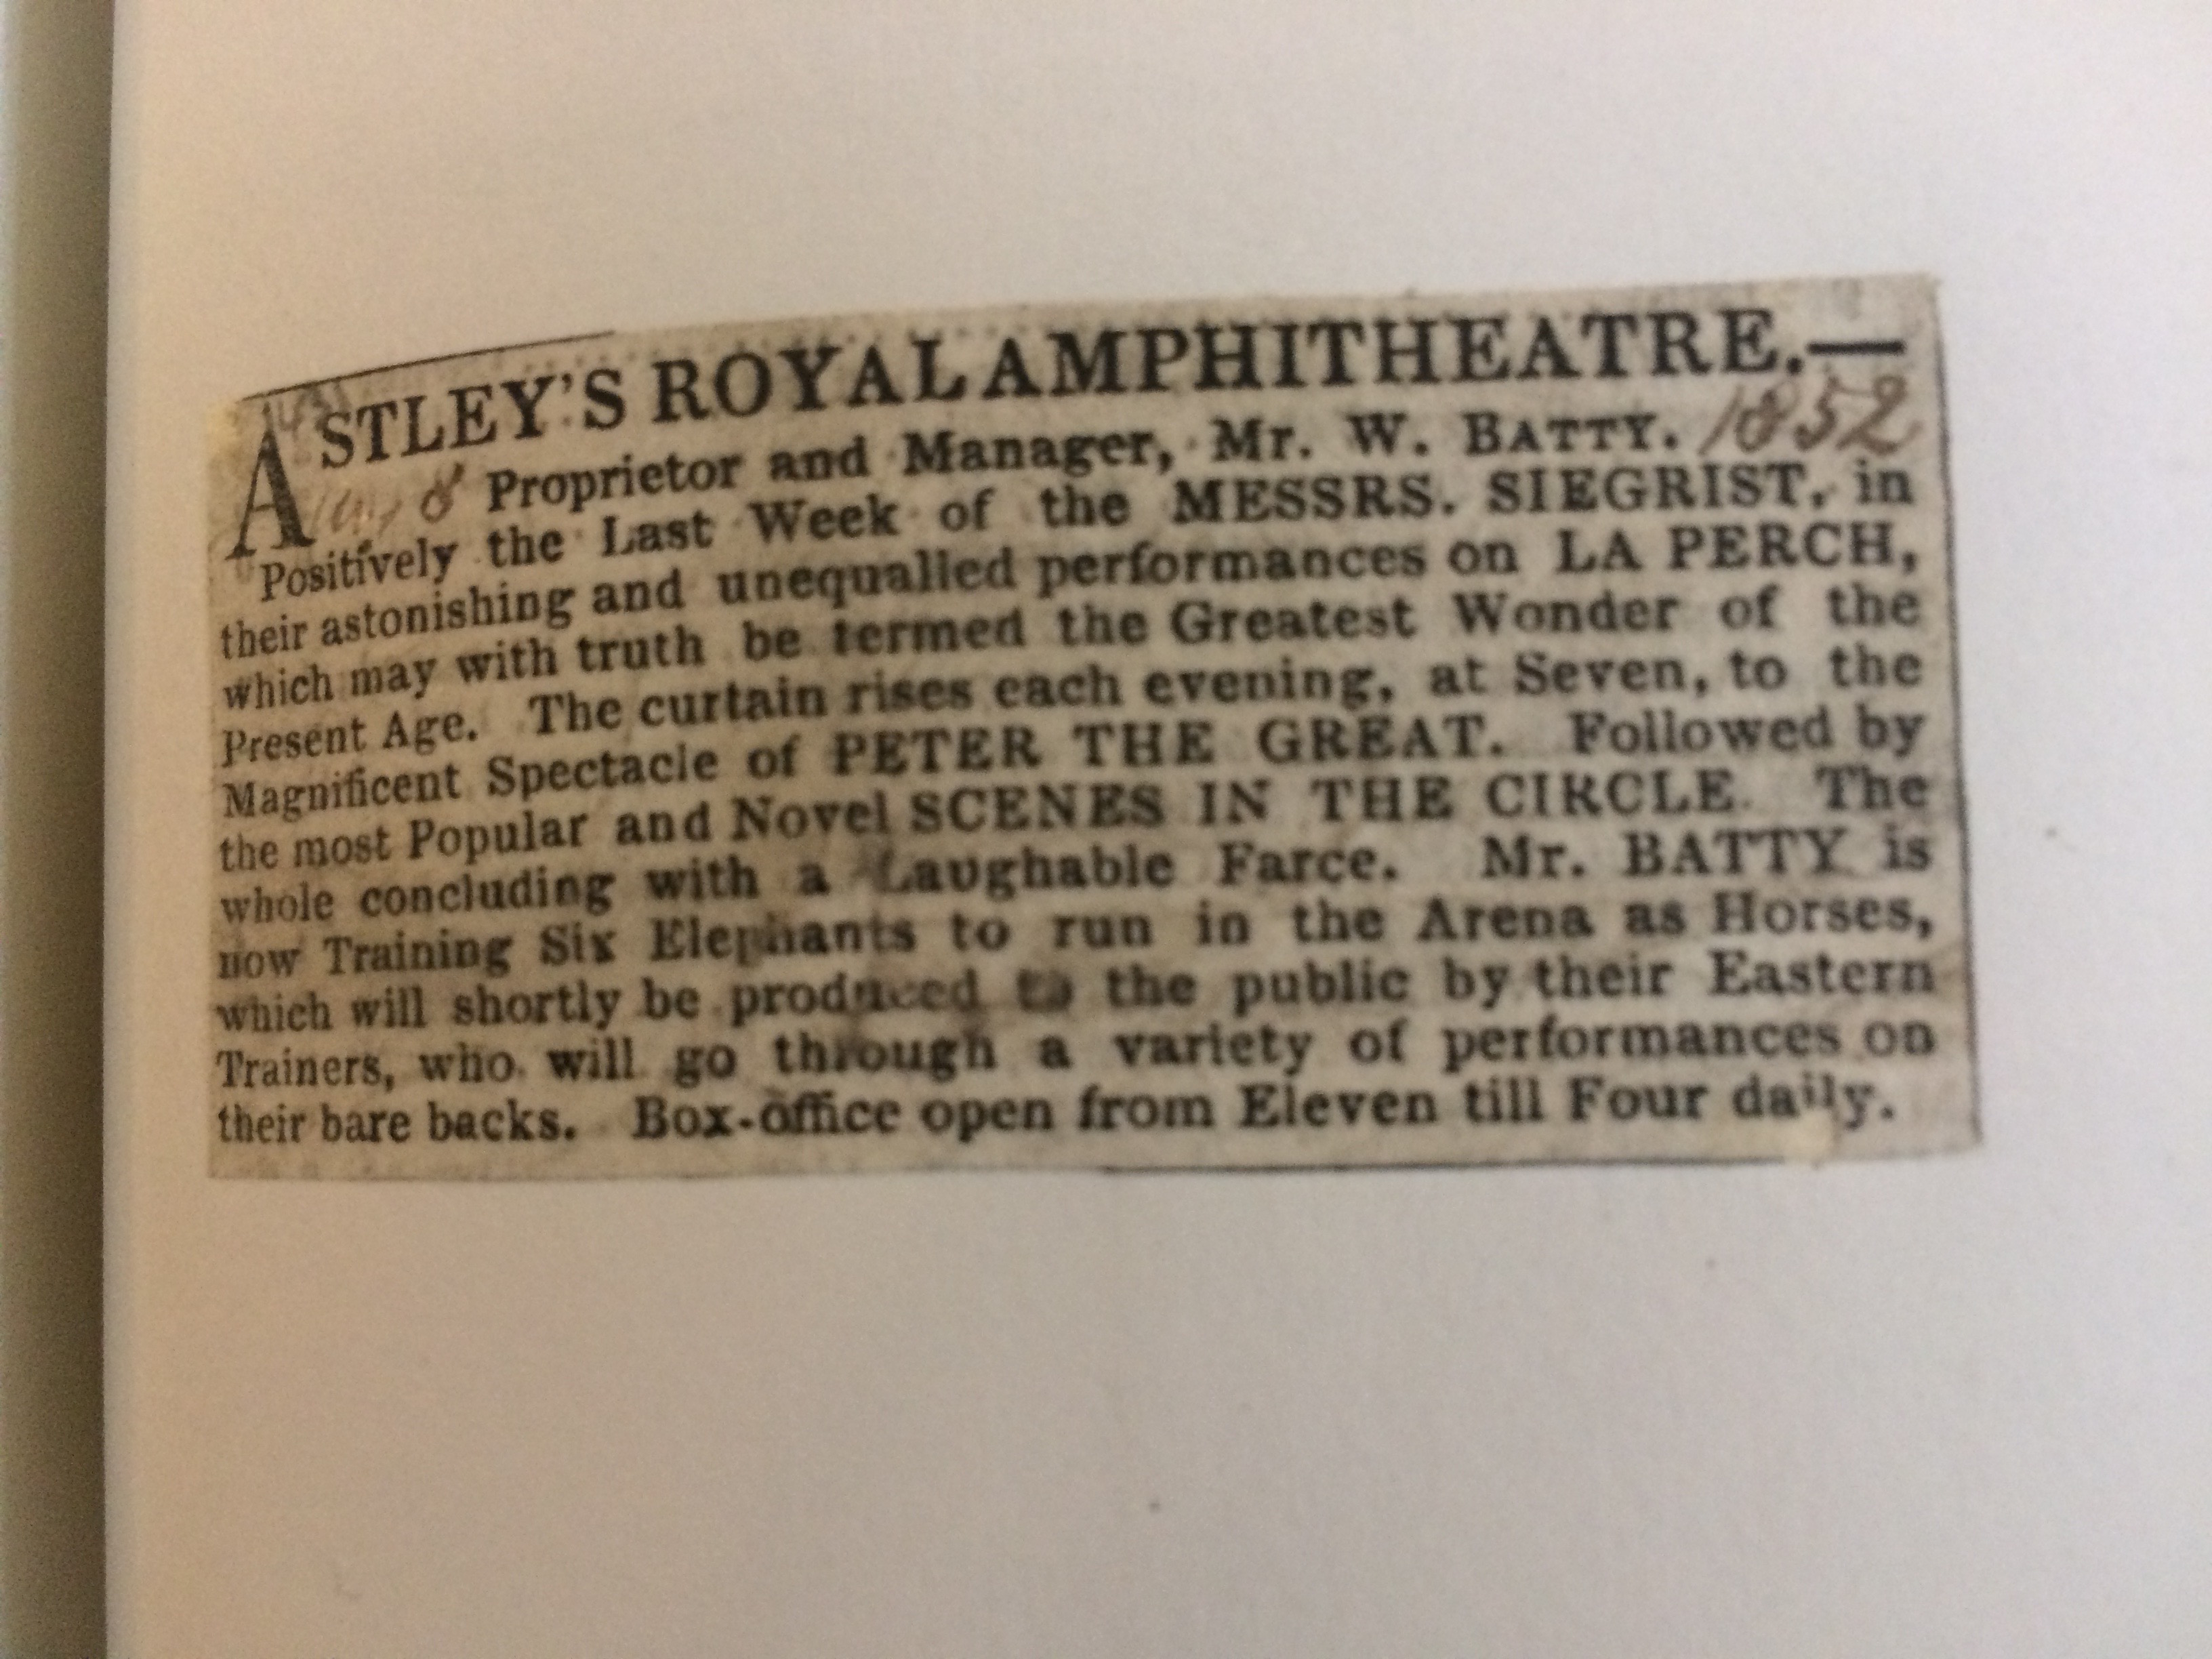 ASTLEY'S ROYAL AMPHITHEATRE.—
8 Proprietor and Manager, Mr. W. BATTY. 1852
Positively the Last Week of the MESSRS. SIEGRIST, in
their astonishing and unequalled performances on LA PERCH,
which may with truth be termed the Greatest Wonder of the
Present Age. The curtain rises each evening, at Seven, to the
Magnificent Spectacle of PETER THE GREAT. Followed by
the most Popular and Novel SCENES IN THE CIRCLE. The
whole concluding with a Laughable Farce. Mr. BATTY is
now Training Six Elephants to run in the Arena as Horses,
which will shortly be produced to the public by their Eastern
Trainers, who will go through a variety of performances on
their bare backs. Box-office open from Eleven till Four daily.